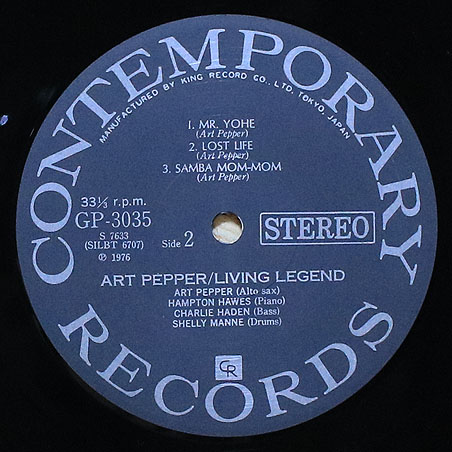 CONTEMPORARY
MANUFACTURED BY KING RECORD CO., LTD. TOKYO, JAPAN
1. MR. YOHE
(Art Pepper)
2. LOST LIFE
(Art Pepper)
3. SAMBA MOM-MOM
(Art Pepper)
33⅓ r.p.m.
GP-3035
S 7633
(SILBT 6707)
℗ 1976
Side 2
STEREO
ART PEPPER/LIVING LEGEND
ART PEPPER (Alto sax)
HAMPTON HAWES (Piano)
CHARLIE HADEN (Bass)
SHELLY MANNE (Drums)
CR
RECORDS